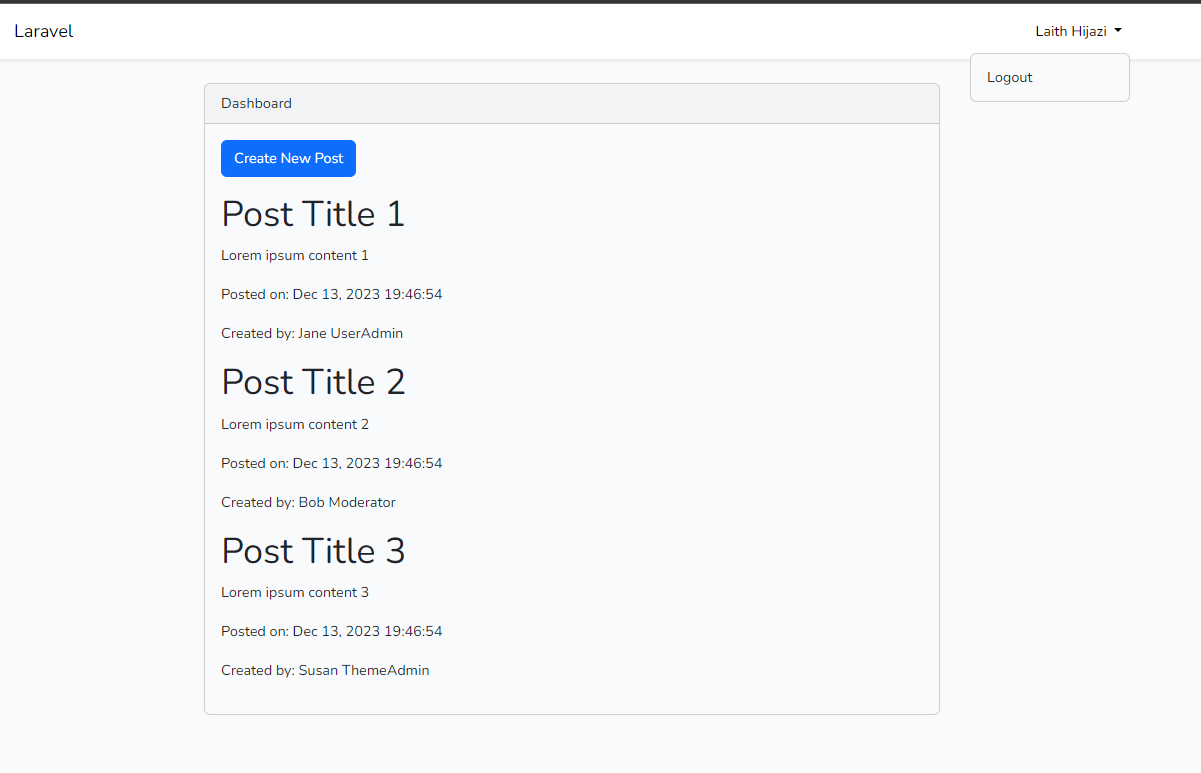 Laravel
Laith Hijazi
Logout
Dashboard
Create New Post
Post Title 1
Lorem ipsum content 1
Posted on: Dec 13, 2023 19:46:54
Created by: Jane UserAdmin
Post Title 2
Lorem ipsum content 2
Posted on: Dec 13, 2023 19:46:54
Created by: Bob Moderator
Post Title 3
Lorem ipsum content 3
Posted on: Dec 13, 2023 19:46:54
Created by: Susan ThemeAdmin